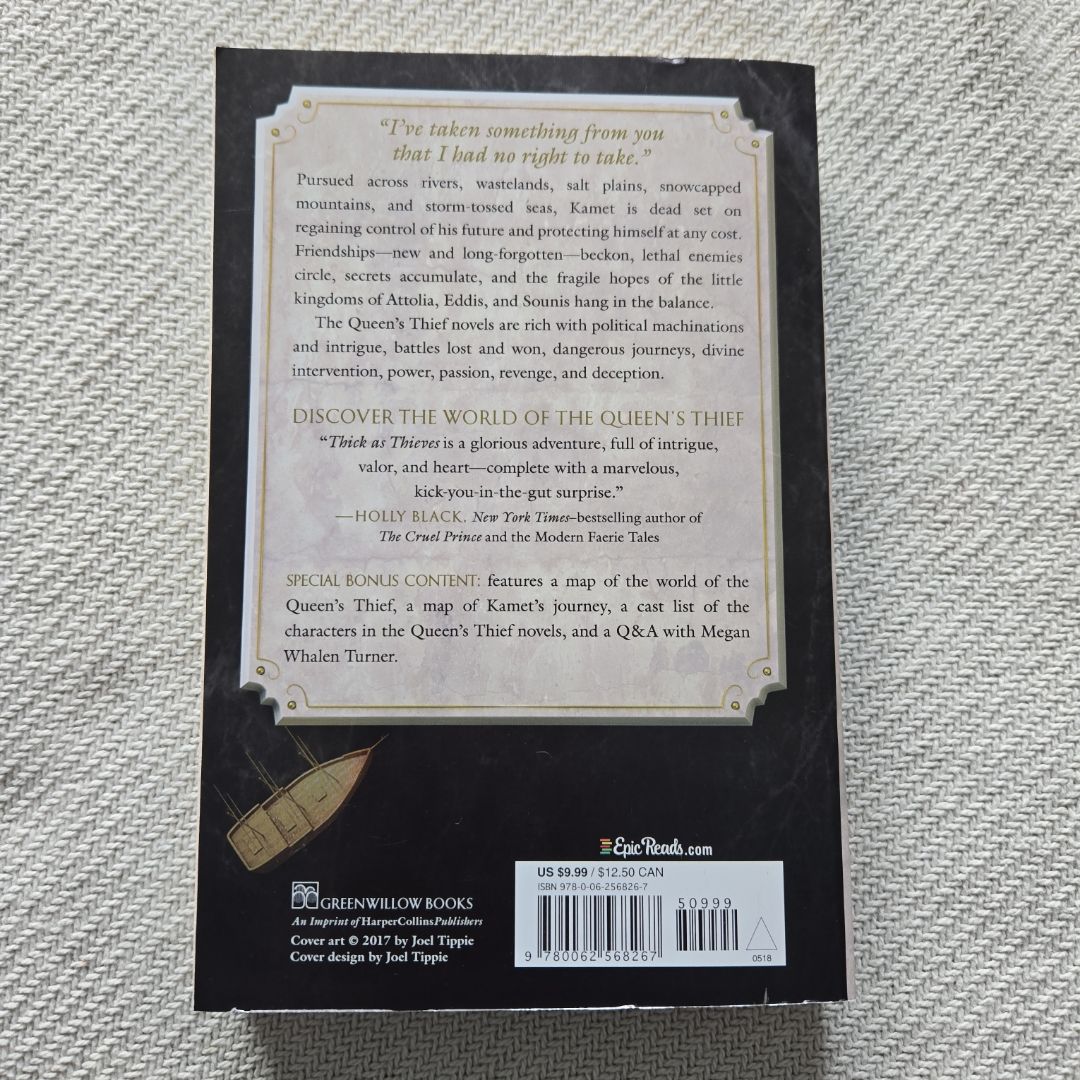 “I’ve taken something from you
that I had no right to take.”
Pursued across rivers, wastelands, salt plains, snowcapped
mountains, and storm-tossed seas, Kamet is dead set on
regaining control of his future and protecting himself at any cost.
Friendships—new and long-forgotten—beckon, lethal enemies
circle, secrets accumulate, and the fragile hopes of the little
kingdoms of Attolia, Eddis, and Sounis hang in the balance.
The Queen’s Thief novels are rich with political machinations
and intrigue, battles lost and won, dangerous journeys, divine
intervention, power, passion, revenge, and deception.
DISCOVER THE WORLD OF THE QUEEN’S THIEF
“Thick as Thieves is a glorious adventure, full of intrigue,
valor, and heart—complete with a marvelous,
kick-you-in-the-gut surprise.”
—HOLLY BLACK, New York Times–bestselling author of
The Cruel Prince and the Modern Faerie Tales
SPECIAL BONUS CONTENT: features a map of the world of the
Queen’s Thief, a map of Kamet’s journey, a cast list of the
characters in the Queen’s Thief novels, and a Q&A with Megan
Whalen Turner.
EpicReads.com
US $9.99 / $12.50 CAN
ISBN 978-0-06-256826-7
50999
9 780062 568267
0518
GREENWILLOW BOOKS
An Imprint of HarperCollinsPublishers
Cover art © 2017 by Joel Tippie
Cover design by Joel Tippie